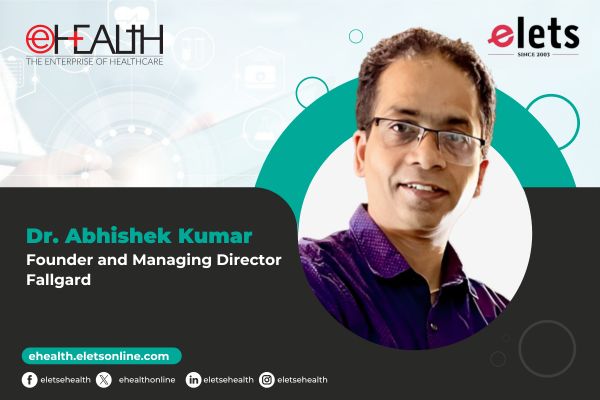 eHEALTH
THE ENTERPRISE OF HEALTHCARE
elets
SINCE 2003
Dr. Abhishek Kumar
Founder and Managing Director
Fallgard
ehealth.eletsonline.com
eletsehealth ehealthonline eletsehealth eletsehealth